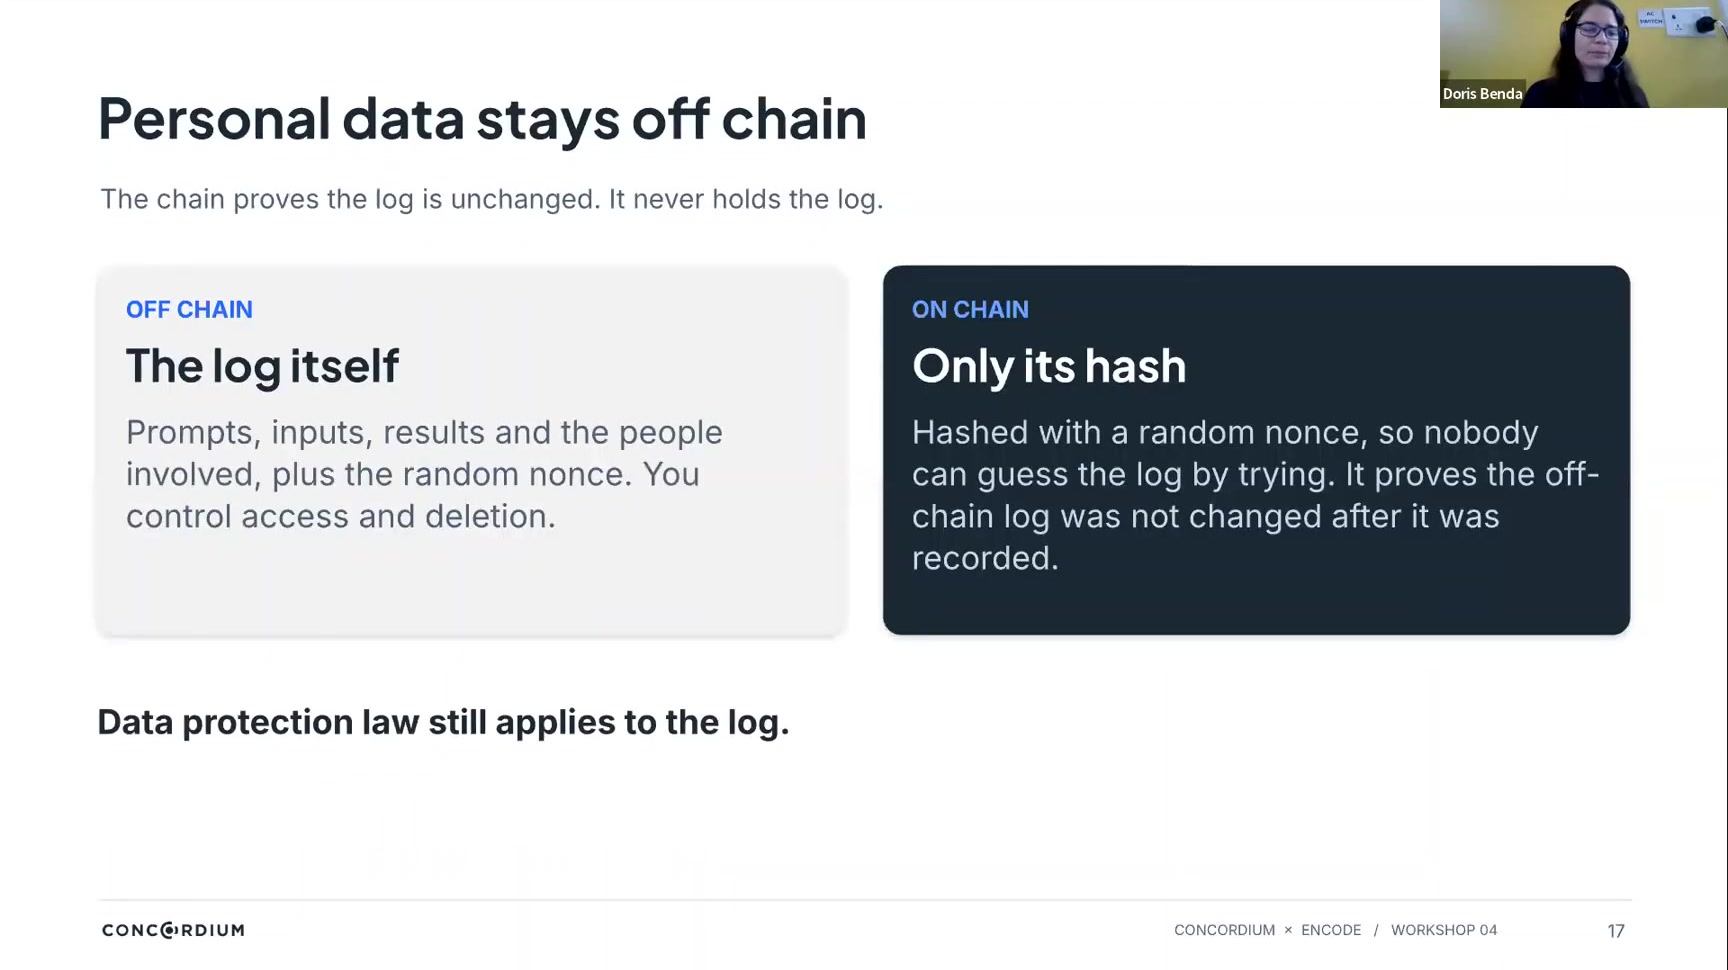 AC
SWITCH
Doris Benda
Personal data stays off chain
The chain proves the log is unchanged. It never holds the log.
OFF CHAIN
The log itself
Prompts, inputs, results and the people
involved, plus the random nonce. You
control access and deletion.
ON CHAIN
Only its hash
Hashed with a random nonce, so nobody
can guess the log by trying. It proves the off-
chain log was not changed after it was
recorded.
Data protection law still applies to the log.
CONCORDIUM
CONCORDIUM × ENCODE / WORKSHOP 04
17